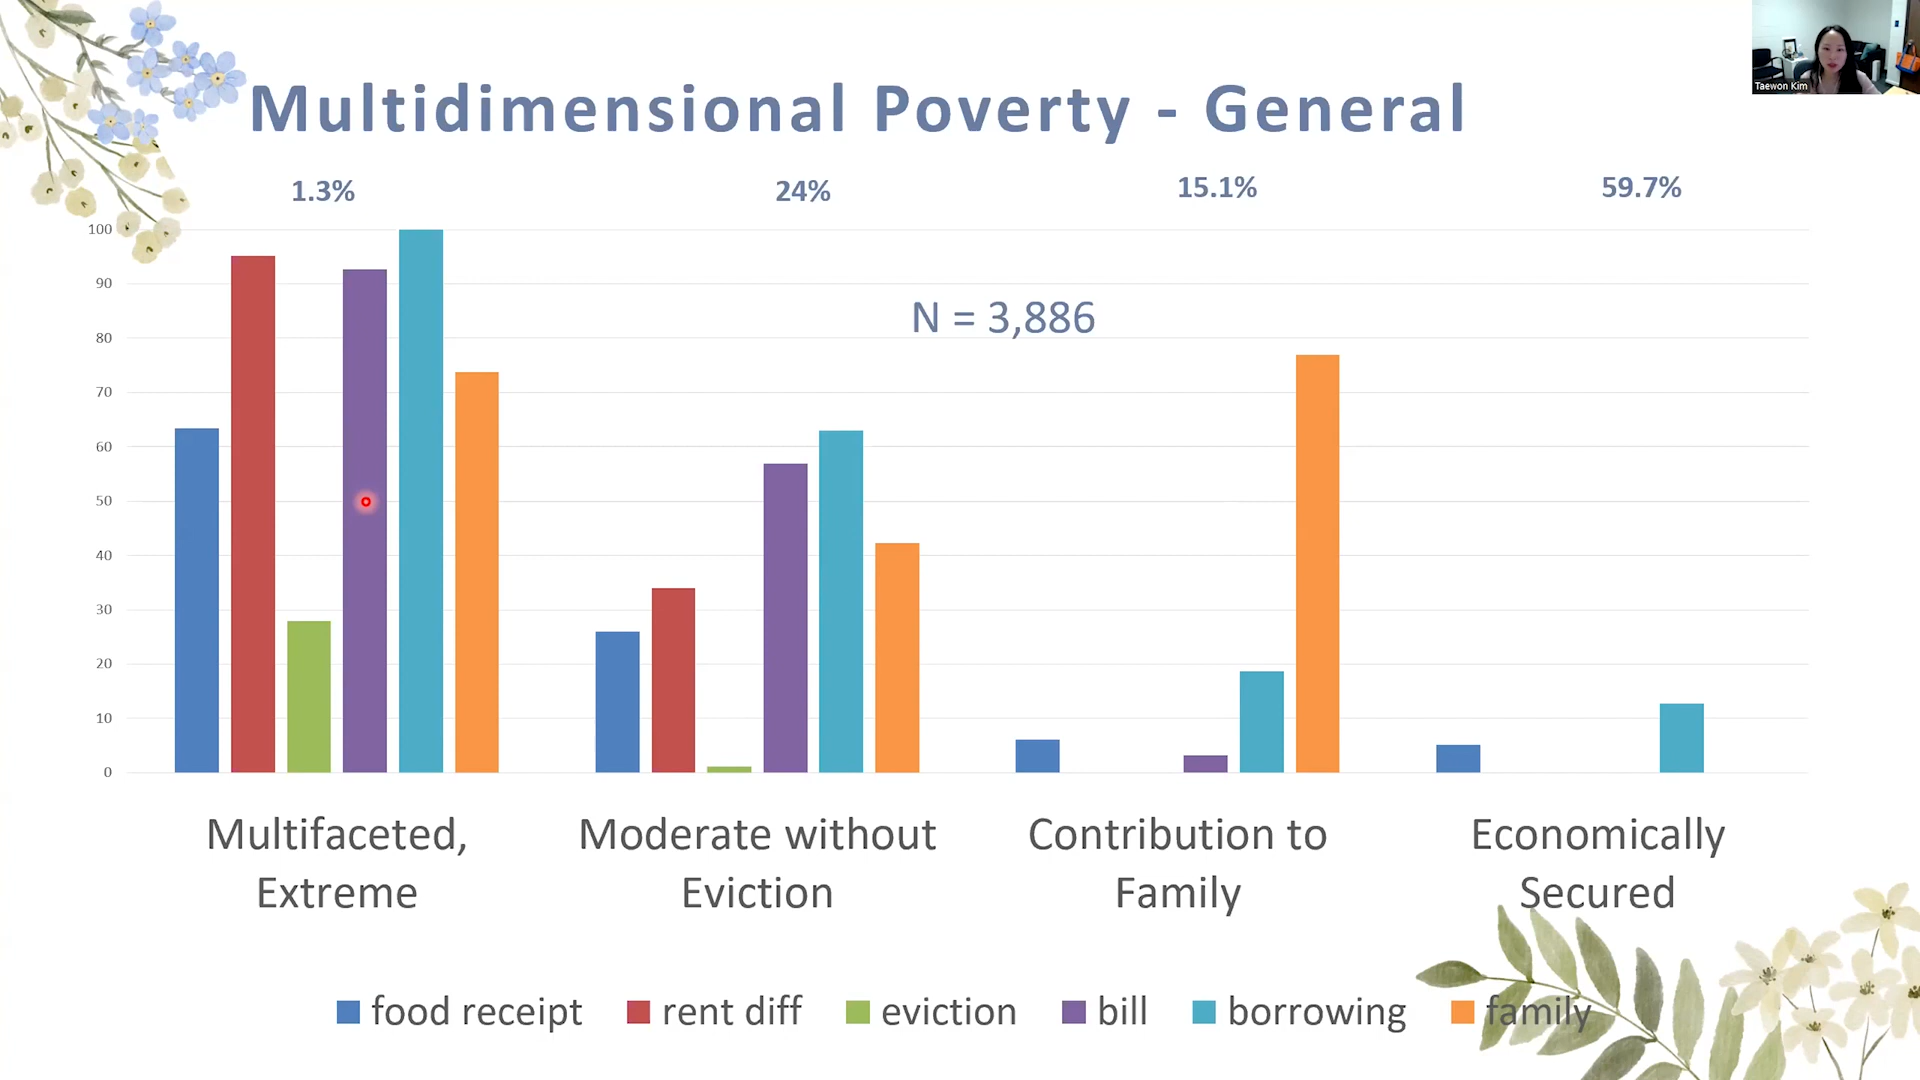 Taewon Kim
Multidimensional Poverty - General
1.3% 24% 15.1% 59.7%
N = 3,886
100
90
80
70
60
50
40
30
20
10
0
Multifaceted, Extreme
Moderate without Eviction
Contribution to Family
Economically Secured
food receipt rent diff eviction bill borrowing family